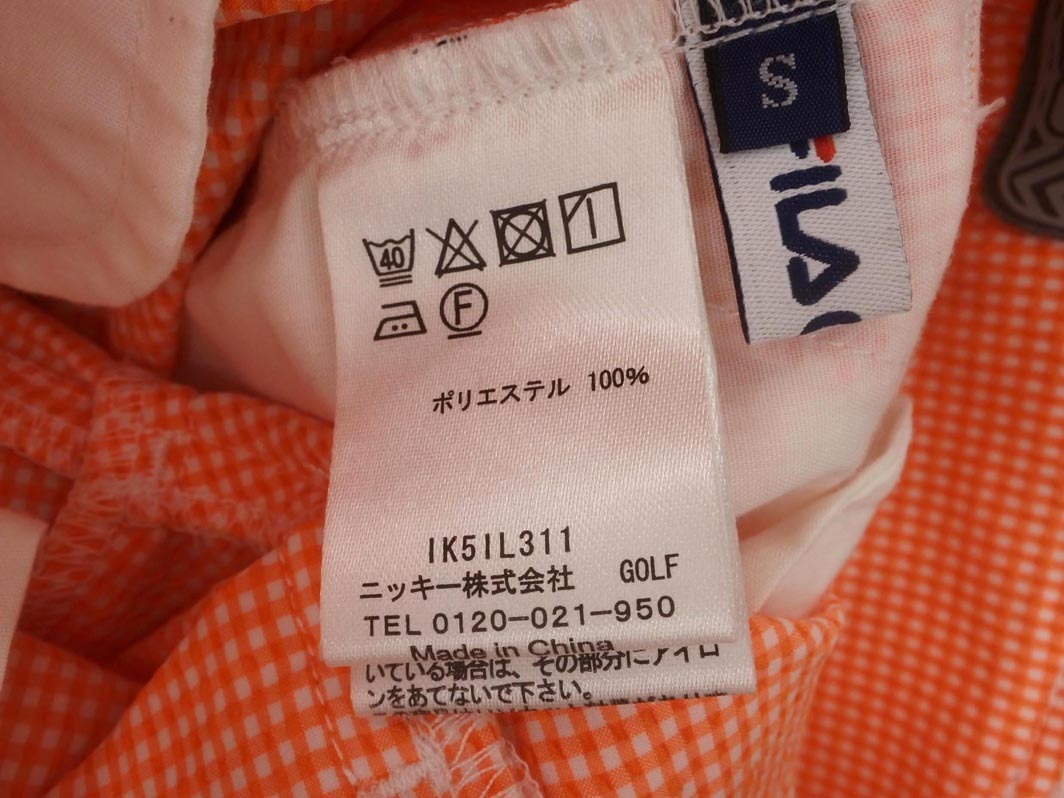 S
FILA
40
F
ポリエステル 100%
IK5IL311
ニッキー株式会社 GOLF
TEL 0120-021-950
Made in China
いている場合は、その部分にアイロ
ンをあてないで下さい。